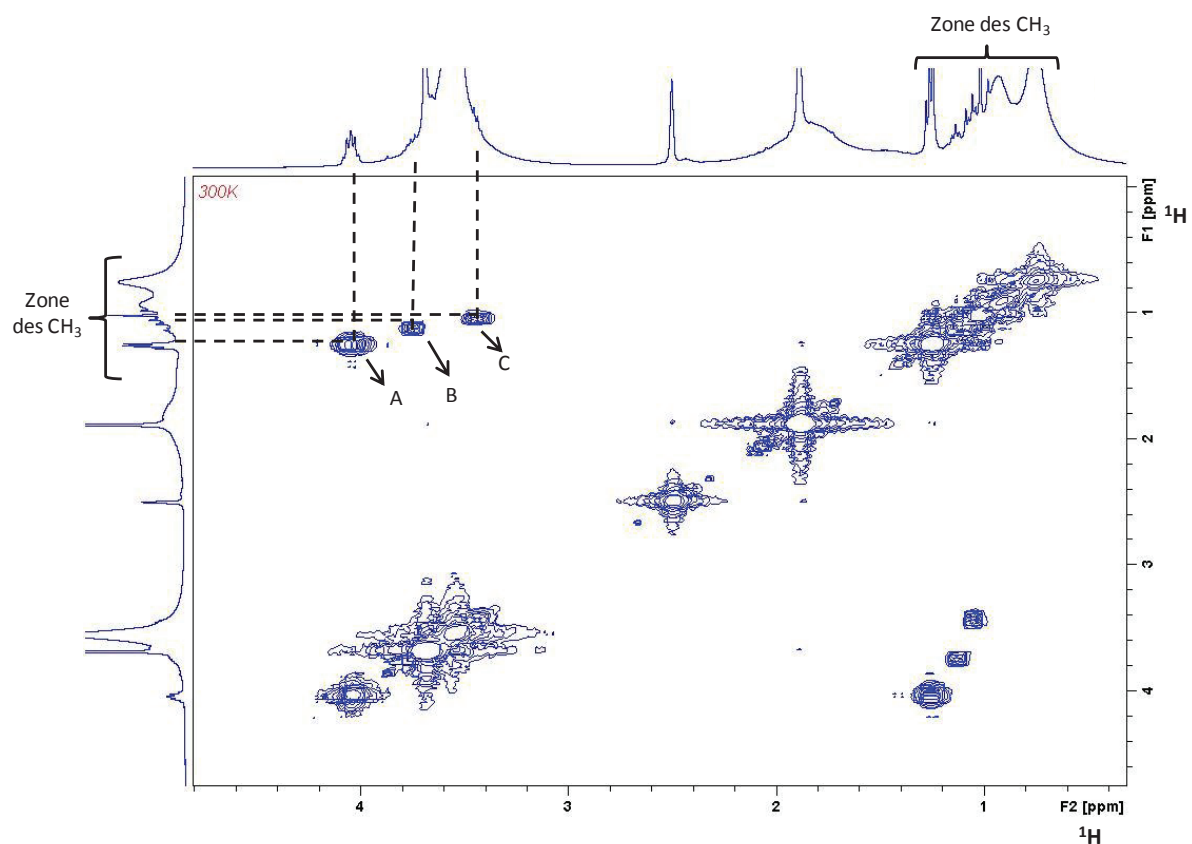 Zone des CH₃
300K
Zone
des CH₃
A
B
C
1
2
3
4
F1 [ppm]
¹H
4
3
2
1
F2 [ppm]
¹H